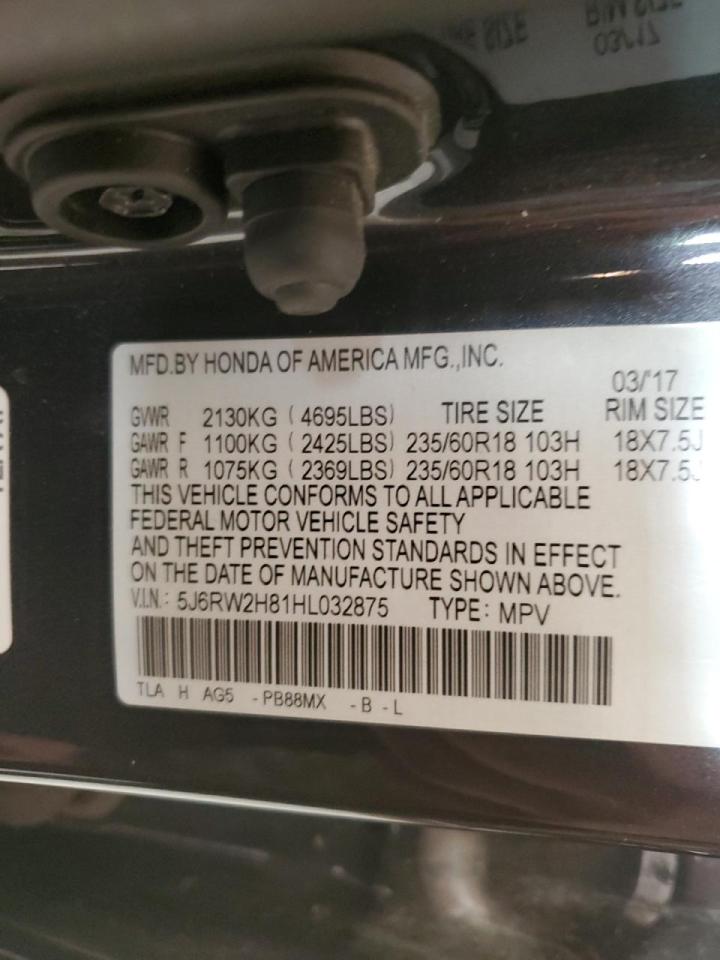 MFD.BY HONDA OF AMERICA MFG.,INC.
03/'17
GVWR 2130KG ( 4695LBS) TIRE SIZE RIM SIZE
GAWR F 1100KG ( 2425LBS) 235/60R18 103H 18X7.5J
GAWR R 1075KG ( 2369LBS) 235/60R18 103H 18X7.5J
THIS VEHICLE CONFORMS TO ALL APPLICABLE
FEDERAL MOTOR VEHICLE SAFETY
AND THEFT PREVENTION STANDARDS IN EFFECT
ON THE DATE OF MANUFACTURE SHOWN ABOVE.
V.I.N.: 5J6RW2H81HL032875 TYPE: MPV
TLA H AG5 -PB88MX -B -L